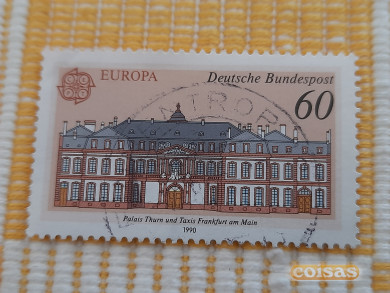 EUROPA
Deutsche Bundespost
60
Palais Thurn und Taxis Frankfurt am Main
1990
coisas